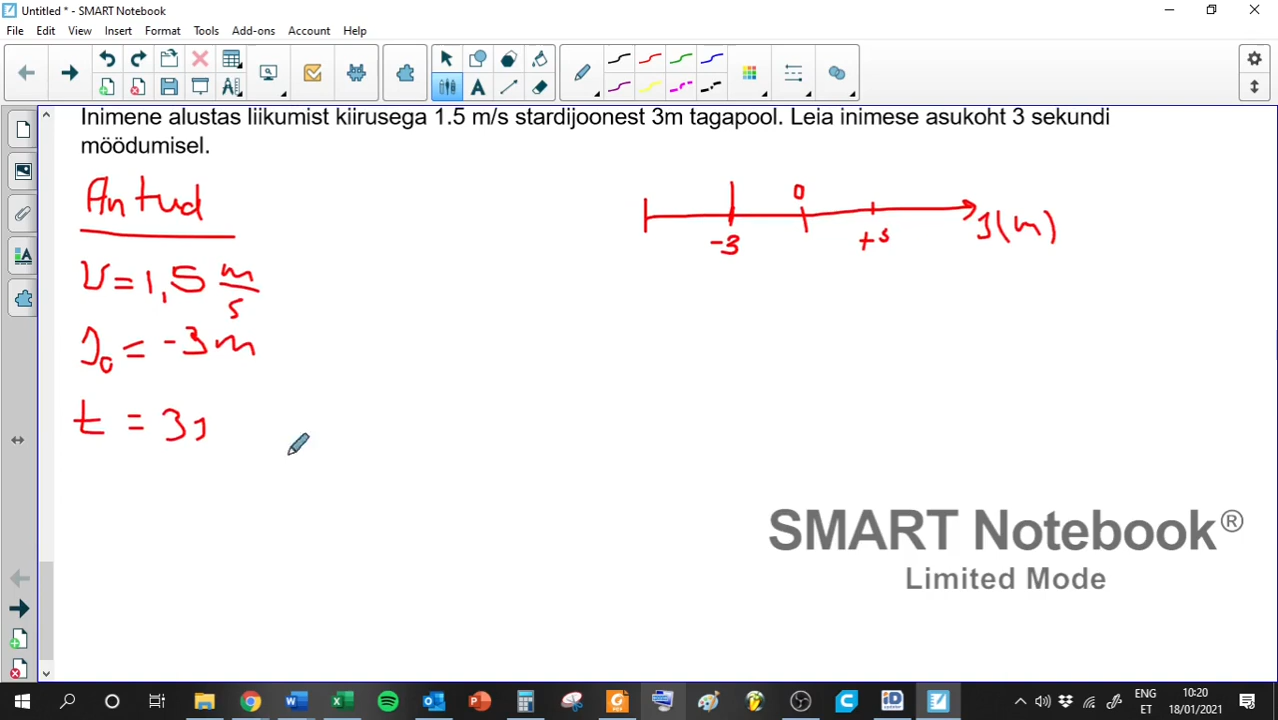 Untitled * - SMART Notebook
File Edit View Insert Format Tools Add-ons Account Help
Inimene alustas liikumist kiirusega 1.5 m/s stardijoonest 3m tagapool. Leia inimese asukoht 3 sekundi
möödumisel.
Antud
0
-3 +3 s(m)
v = 1,5 m/s
s₀ = -3m
t = 3s
SMART Notebook®
Limited Mode
ENG 10:20
ET 18/01/2021